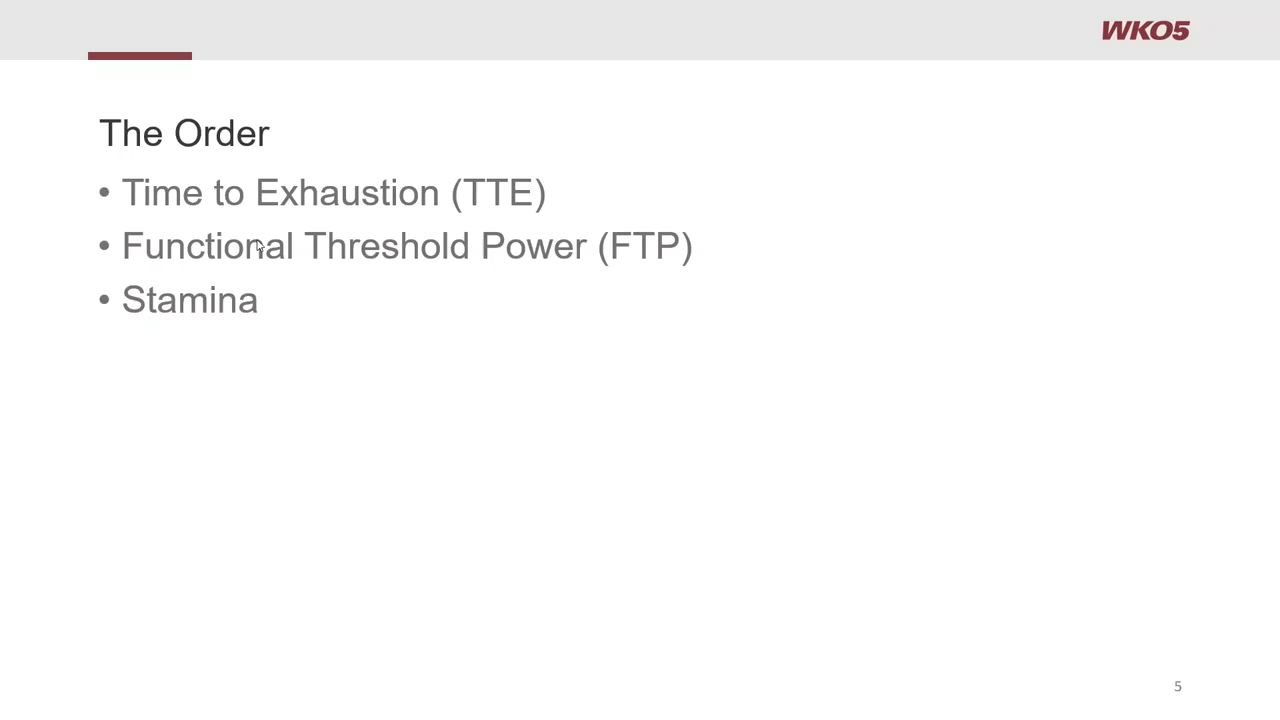 WKO5
The Order
• Time to Exhaustion (TTE)
• Functional Threshold Power (FTP)
• Stamina
5